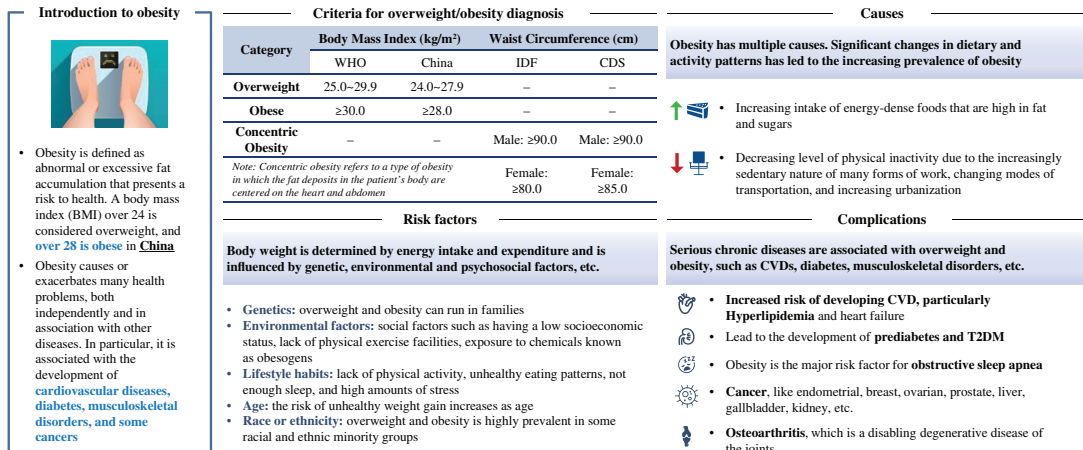 Introduction to obesity
• Obesity is defined as
abnormal or excessive fat
accumulation that presents a
risk to health. A body mass
index (BMI) over 24 is
considered overweight, and
over 28 is obese in China
• Obesity causes or
exacerbates many health
problems, both
independently and in
association with other
diseases. In particular, it is
associated with the
development of
cardiovascular diseases,
diabetes, musculoskeletal
disorders, and some
cancers
Criteria for overweight/obesity diagnosis
Category Body Mass Index (kg/m²) Waist Circumference (cm)
WHO China IDF CDS
Overweight 25.0~29.9 24.0~27.9 – –
Obese ≥30.0 ≥28.0 – –
Concentric
Obesity – – Male: ≥90.0 Male: ≥90.0
Note: Concentric obesity refers to a type of obesity
in which the fat deposits in the patient's body are
centered on the heart and abdomen
Female:
≥80.0
Female:
≥85.0
Risk factors
Body weight is determined by energy intake and expenditure and is
influenced by genetic, environmental and psychosocial factors, etc.
• Genetics: overweight and obesity can run in families
• Environmental factors: social factors such as having a low socioeconomic
status, lack of physical exercise facilities, exposure to chemicals known
as obesogens
• Lifestyle habits: lack of physical activity, unhealthy eating patterns, not
enough sleep, and high amounts of stress
• Age: the risk of unhealthy weight gain increases as age
• Race or ethnicity: overweight and obesity is highly prevalent in some
racial and ethnic minority groups
Causes
Obesity has multiple causes. Significant changes in dietary and
activity patterns has led to the increasing prevalence of obesity
• Increasing intake of energy-dense foods that are high in fat
and sugars
• Decreasing level of physical inactivity due to the increasingly
sedentary nature of many forms of work, changing modes of
transportation, and increasing urbanization
Complications
Serious chronic diseases are associated with overweight and
obesity, such as CVDs, diabetes, musculoskeletal disorders, etc.
• Increased risk of developing CVD, particularly
Hyperlipidemia and heart failure
• Lead to the development of prediabetes and T2DM
• Obesity is the major risk factor for obstructive sleep apnea
• Cancer, like endometrial, breast, ovarian, prostate, liver,
gallbladder, kidney, etc.
• Osteoarthritis, which is a disabling degenerative disease of
the joints